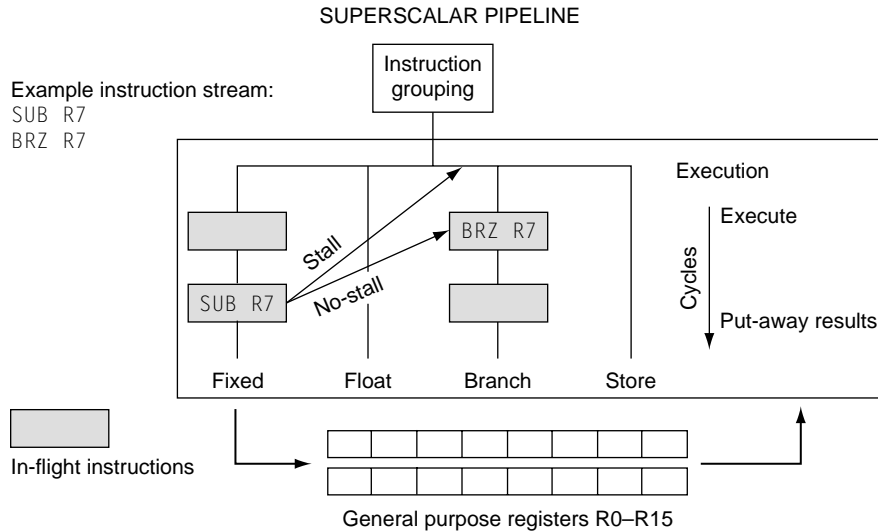 SUPERSCALAR PIPELINE
Instruction
grouping
Example instruction stream:
SUB R7
BRZ R7
Execution
Execute
Cycles
Put-away results
Stall
No-stall
BRZ R7
SUB R7
Fixed
Float
Branch
Store
In-flight instructions
General purpose registers R0–R15